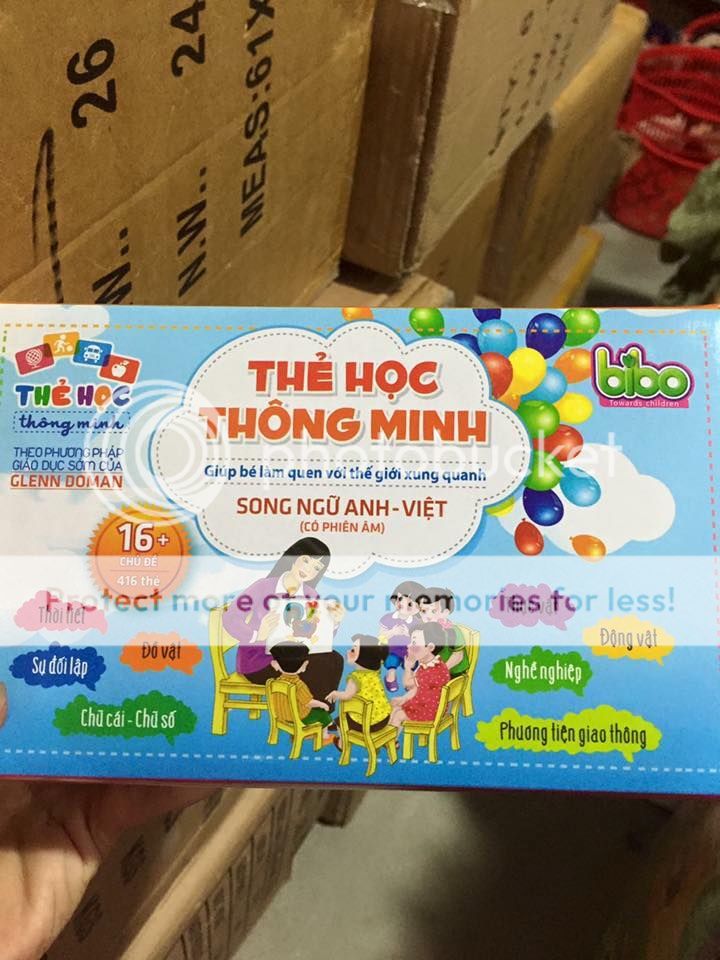 26
24
N.W..
MEAS:61X
THẺ HỌC
thông minh
THEO PHƯƠNG PHÁP
GIÁO DỤC SỚM CỦA
GLENN DOMAN
THẺ HỌC
THÔNG MINH
Giúp bé làm quen với thế giới xung quanh
SONG NGỮ ANH - VIỆT
(CÓ PHIÊN ÂM)
bibo
Towards children
16+
CHỦ ĐỀ
416 thẻ
photobucket
Protect more of your memories for less!
Thời tiết
Đồ vật
Sự đối lập
Chữ cái - Chữ số
Động vật
Nghề nghiệp
Phương tiện giao thông